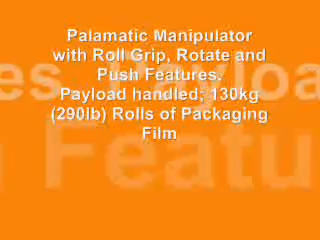 Palamatic Manipulator
with Roll Grip, Rotate and
Push Features.
Payload handled; 130kg
(290lb) Rolls of Packaging
Film